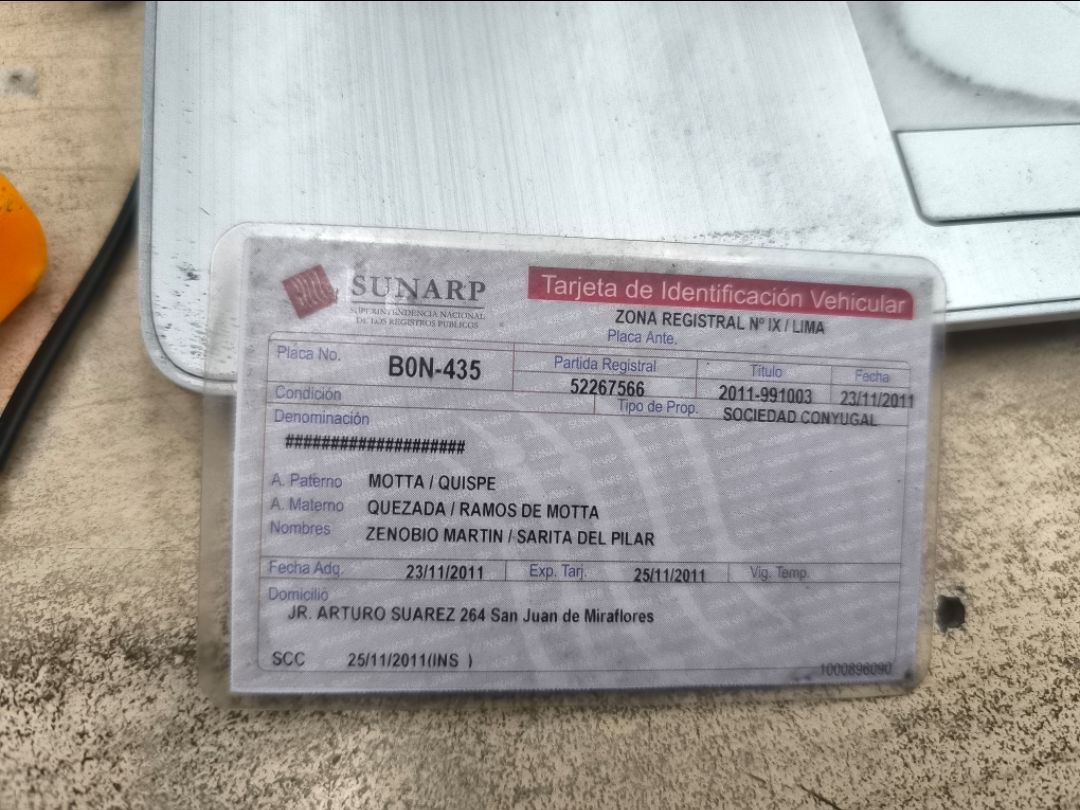 SUNARP
SUPERINTENDENCIA NACIONAL
DE LOS REGISTROS PUBLICOS
Tarjeta de Identificación Vehicular
ZONA REGISTRAL Nº IX / LIMA
Placa Ante.
Placa No. B0N-435
Partida Registral
52267566
Título
2011-991003
Fecha
23/11/2011
Condición
Tipo de Prop. SOCIEDAD CONYUGAL
Denominación
####################
A. Paterno MOTTA / QUISPE
A. Materno QUEZADA / RAMOS DE MOTTA
Nombres ZENOBIO MARTIN / SARITA DEL PILAR
Fecha Adq. 23/11/2011 Exp. Tarj. 25/11/2011 Vig. Temp.
Domicilio
JR. ARTURO SUAREZ 264 San Juan de Miraflores
SCC 25/11/2011(INS )
1000896090